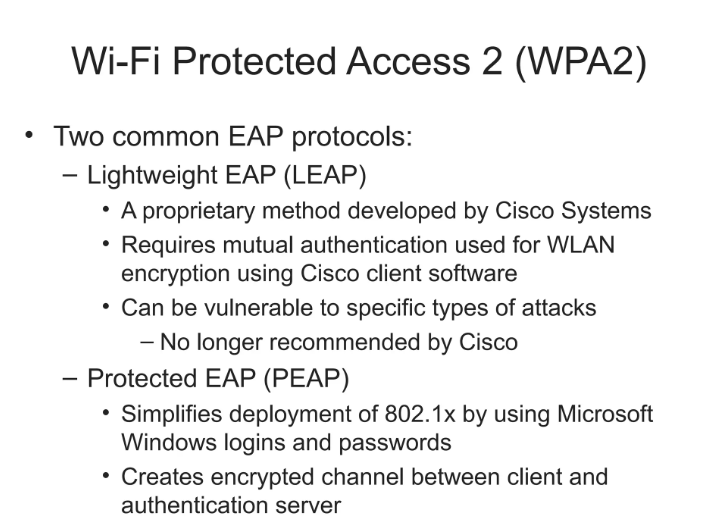 Wi-Fi Protected Access 2 (WPA2)
• Two common EAP protocols:
– Lightweight EAP (LEAP)
• A proprietary method developed by Cisco Systems
• Requires mutual authentication used for WLAN
encryption using Cisco client software
• Can be vulnerable to specific types of attacks
– No longer recommended by Cisco
– Protected EAP (PEAP)
• Simplifies deployment of 802.1x by using Microsoft
Windows logins and passwords
• Creates encrypted channel between client and
authentication server